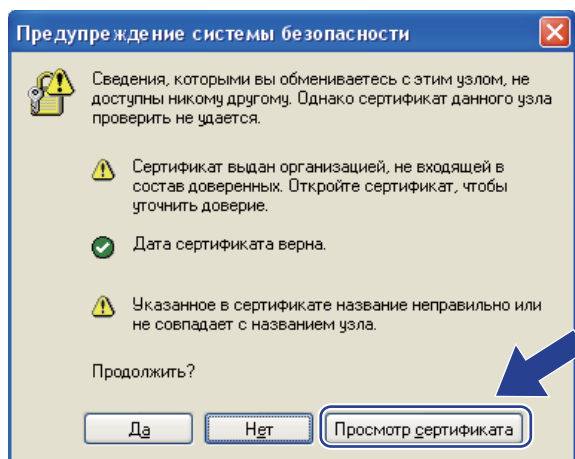 Предупреждение системы безопасности
Сведения, которыми вы обмениваетесь с этим узлом, не
доступны никому другому. Однако сертификат данного узла
проверить не удается.
Сертификат выдан организацией, не входящей в
состав доверенных. Откройте сертификат, чтобы
уточнить доверие.
Дата сертификата верна.
Указанное в сертификате название неправильно или
не совпадает с названием узла.
Продолжить?
Да Нет Просмотр сертификата